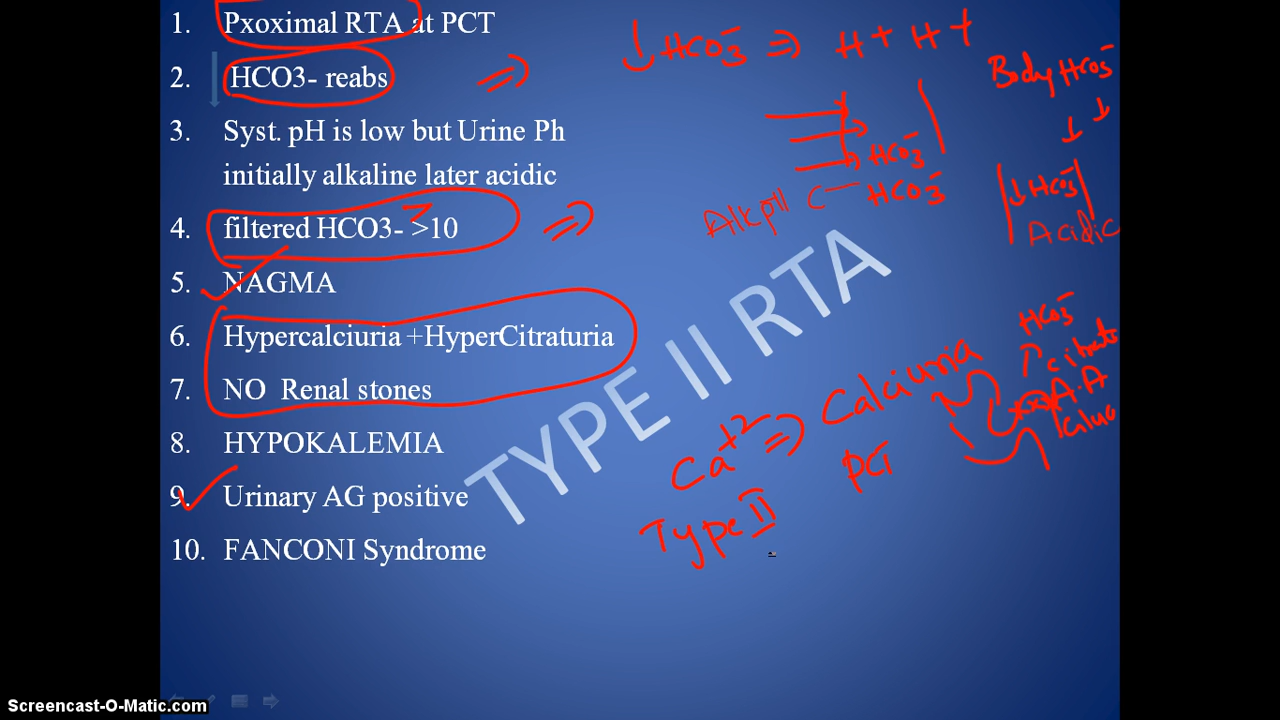 1. Pxoximal RTA at PCT
2. HCO3- reabs
3. Syst. pH is low but Urine Ph
initially alkaline later acidic
4. filtered HCO3- >10
5. NAGMA
6. Hypercalciuria +HyperCitraturia
7. NO Renal stones
8. HYPOKALEMIA
9. Urinary AG positive
10. FANCONI Syndrome
TYPE II RTA
↓HCO3- ⇒ H+ H+
Body HCO3-
↓ ↓
HCO3-
HCO3-
↓HCO3-
Acidic
HCO3-
↑citrate
A.A
Gluc
Ca+2 ⇒ Calciuria
PCT
Type II
Screencast-O-Matic.com